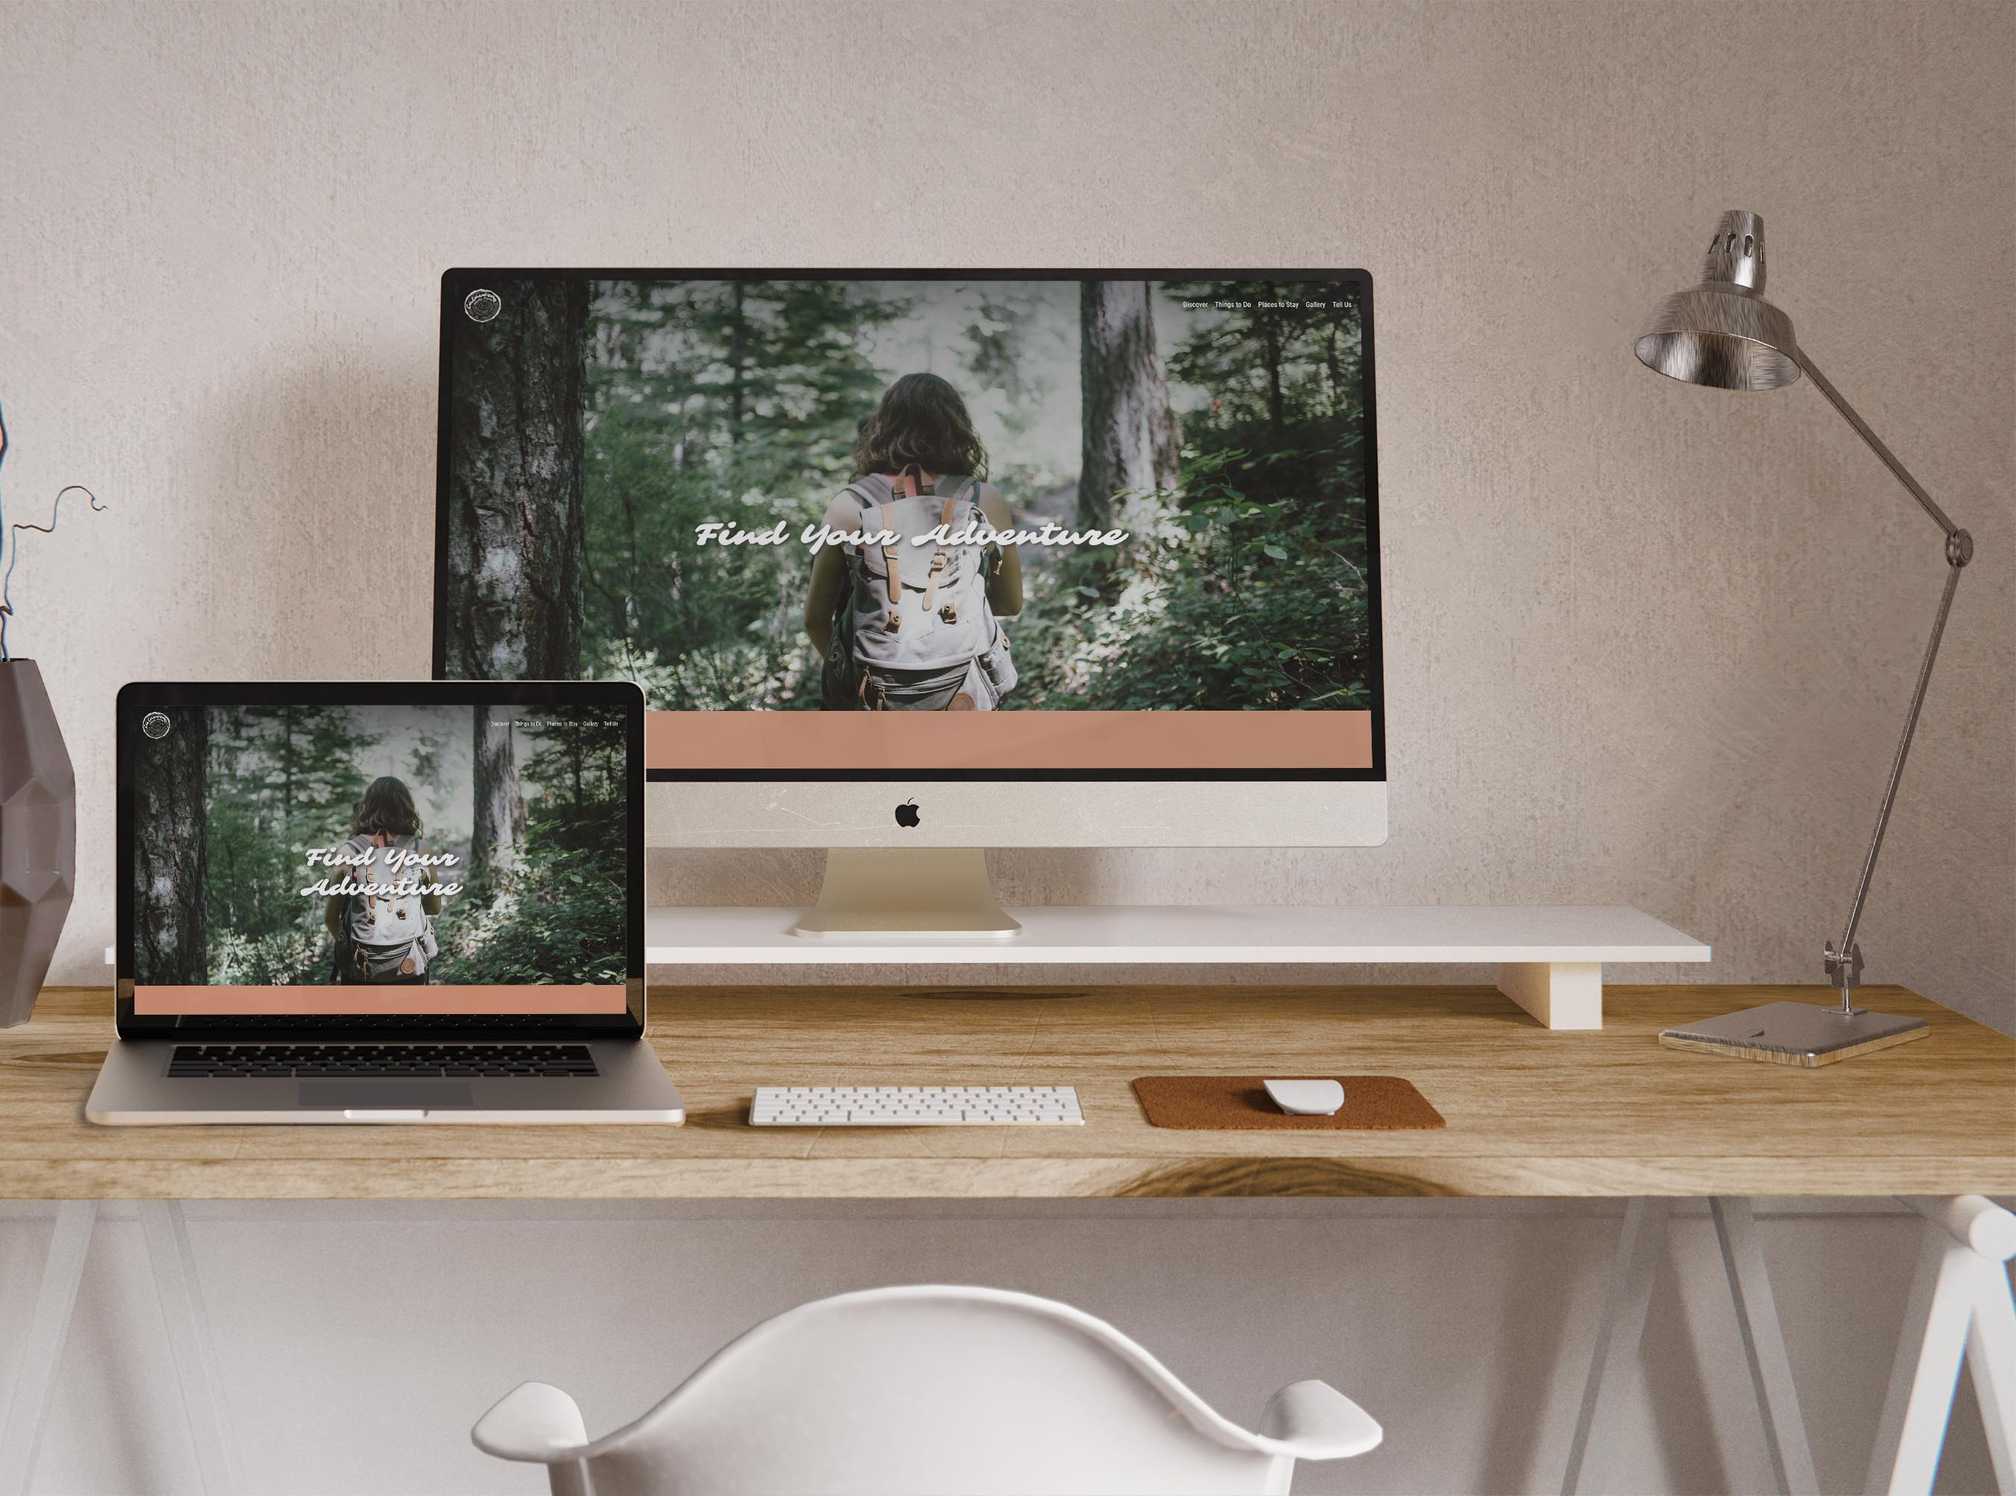 Discover Things to Do Places to Stay Gallery Tell Us
Find Your Adventure
Discover Things to Do Places to Stay Gallery Tell Us
Find Your
Adventure